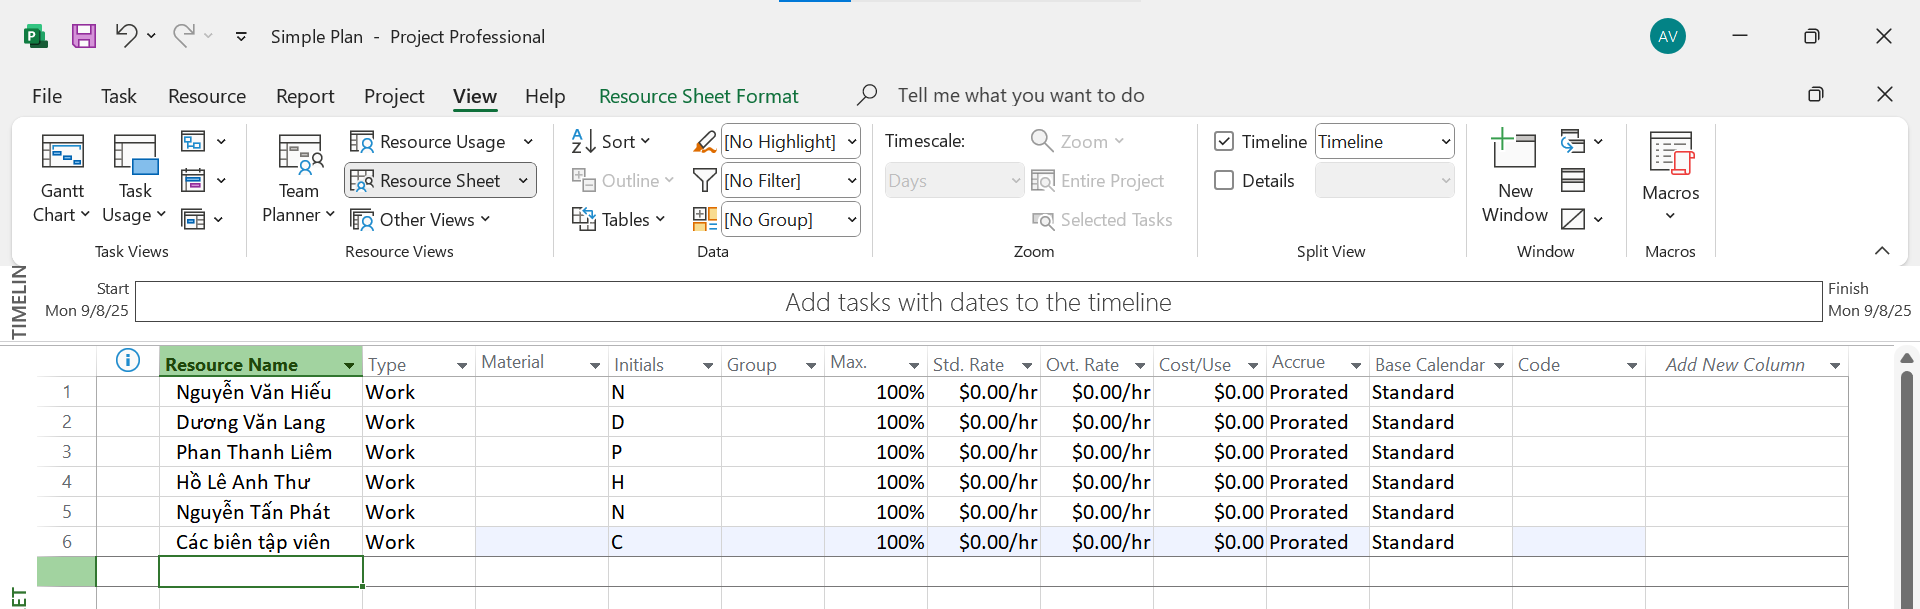 Simple Plan - Project Professional
AV
File Task Resource Report Project View Help Resource Sheet Format Tell me what you want to do
Gantt Chart
Task Usage
Task Views
Team Planner
Resource Usage
Resource Sheet
Other Views
Resource Views
Sort
Outline
Tables
[No Highlight]
[No Filter]
[No Group]
Data
Timescale:
Days
Zoom
Entire Project
Selected Tasks
Zoom
Timeline Timeline
Details
Split View
New Window
Window
Macros
Macros
TIMELIN
Start
Mon 9/8/25
Add tasks with dates to the timeline
Finish
Mon 9/8/25
Resource Name Type Material Initials Group Max. Std. Rate Ovt. Rate Cost/Use Accrue Base Calendar Code Add New Column
1 Nguyễn Văn Hiếu Work N 100% $0.00/hr $0.00/hr $0.00 Prorated Standard
2 Dương Văn Lang Work D 100% $0.00/hr $0.00/hr $0.00 Prorated Standard
3 Phan Thanh Liêm Work P 100% $0.00/hr $0.00/hr $0.00 Prorated Standard
4 Hồ Lê Anh Thư Work H 100% $0.00/hr $0.00/hr $0.00 Prorated Standard
5 Nguyễn Tấn Phát Work N 100% $0.00/hr $0.00/hr $0.00 Prorated Standard
6 Các biên tập viên Work C 100% $0.00/hr $0.00/hr $0.00 Prorated Standard
ET